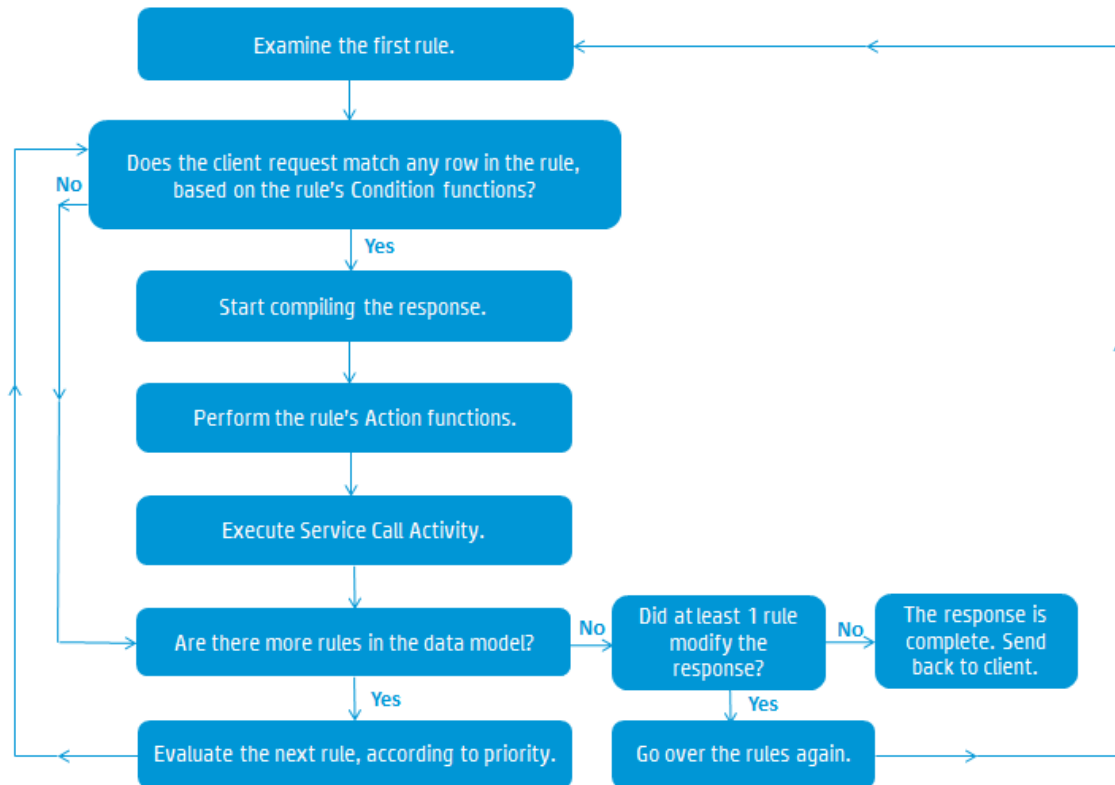 Examine the first rule.
Does the client request match any row in the rule,
based on the rule's Condition functions?
No
Yes
Start compiling the response.
Perform the rule's Action functions.
Execute Service Call Activity.
Are there more rules in the data model?
No
Did at least 1 rule
modify the
response?
No
The response is
complete. Send
back to client.
Yes
Yes
Evaluate the next rule, according to priority.
Go over the rules again.